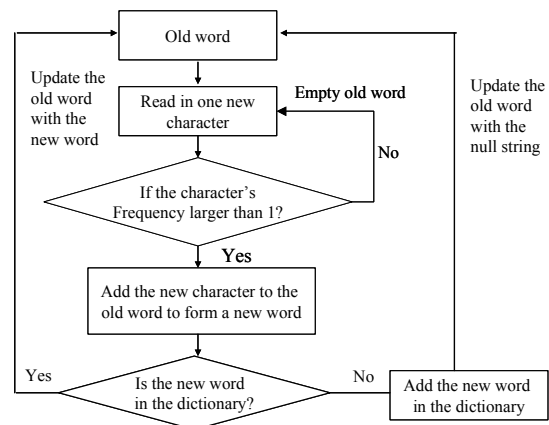 Old word
Update the
old word
with the
new word
Read in one new
character
Empty old word
Update the
old word
with the
null string
No
If the character's
Frequency larger than 1?
Yes
Add the new character to the
old word to form a new word
Yes
Is the new word
in the dictionary?
No
Add the new word
in the dictionary